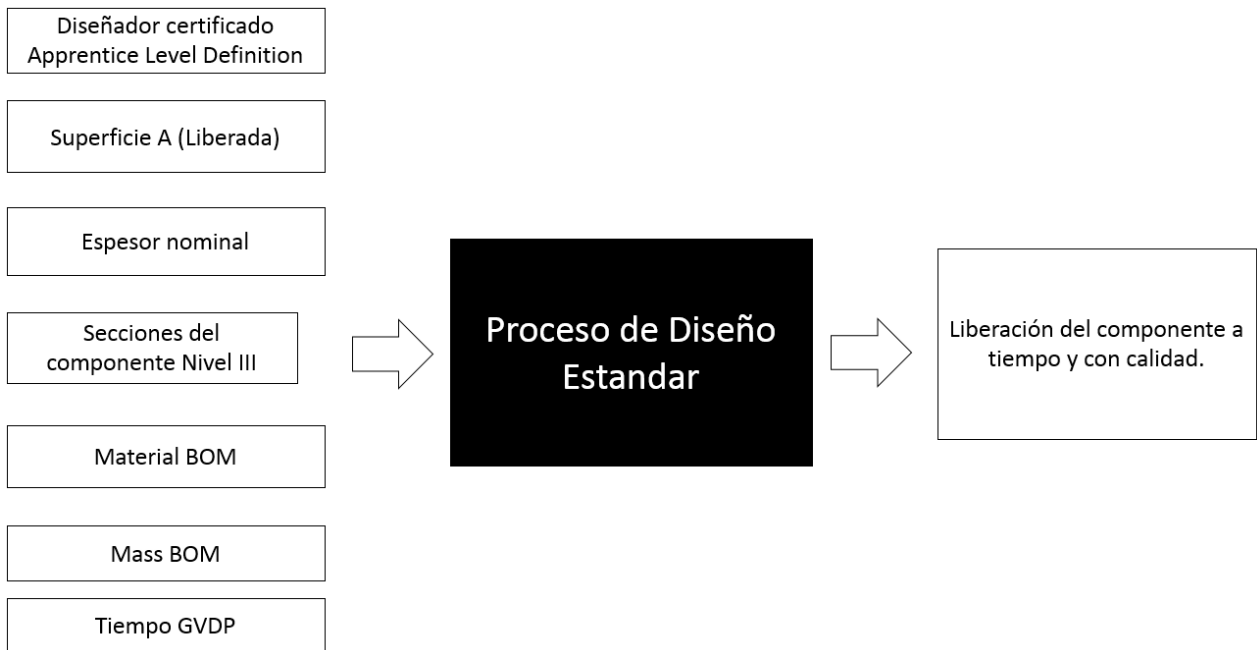 Diseñador certificado
Apprentice Level Definition
Superficie A (Liberada)
Espesor nominal
Secciones del
componente Nivel III
Material BOM
Mass BOM
Tiempo GVDP
Proceso de Diseño
Estandar
Liberación del componente a
tiempo y con calidad.